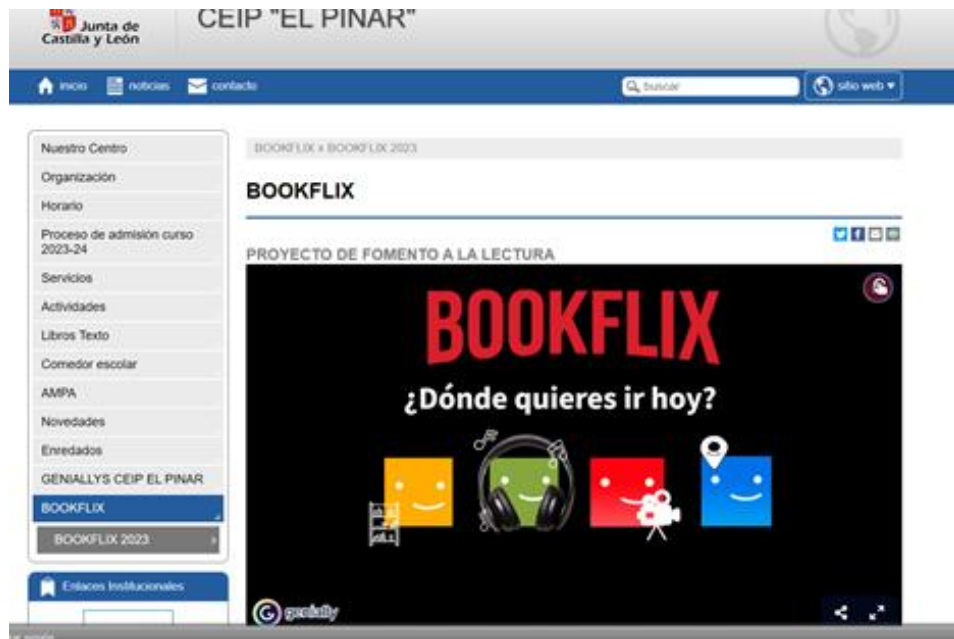 CEIP "EL PINAR"
Junta de
Castilla y León
inicio
noticias
contacto
buscar
sitio web
Nuestro Centro
Organización
Horario
Proceso de admisión curso
2023-24
Servicios
Actividades
Libros Texto
Comedor escolar
AMPA
Novedades
Enredados
GENIALLYS CEIP EL PINAR
BOOKFLIX
BOOKFLIX 2023
Enlaces Institucionales
BOOKFLIX » BOOKFLIX 2023
BOOKFLIX
PROYECTO DE FOMENTO A LA LECTURA
BOOKFLIX
¿Dónde quieres ir hoy?
genially